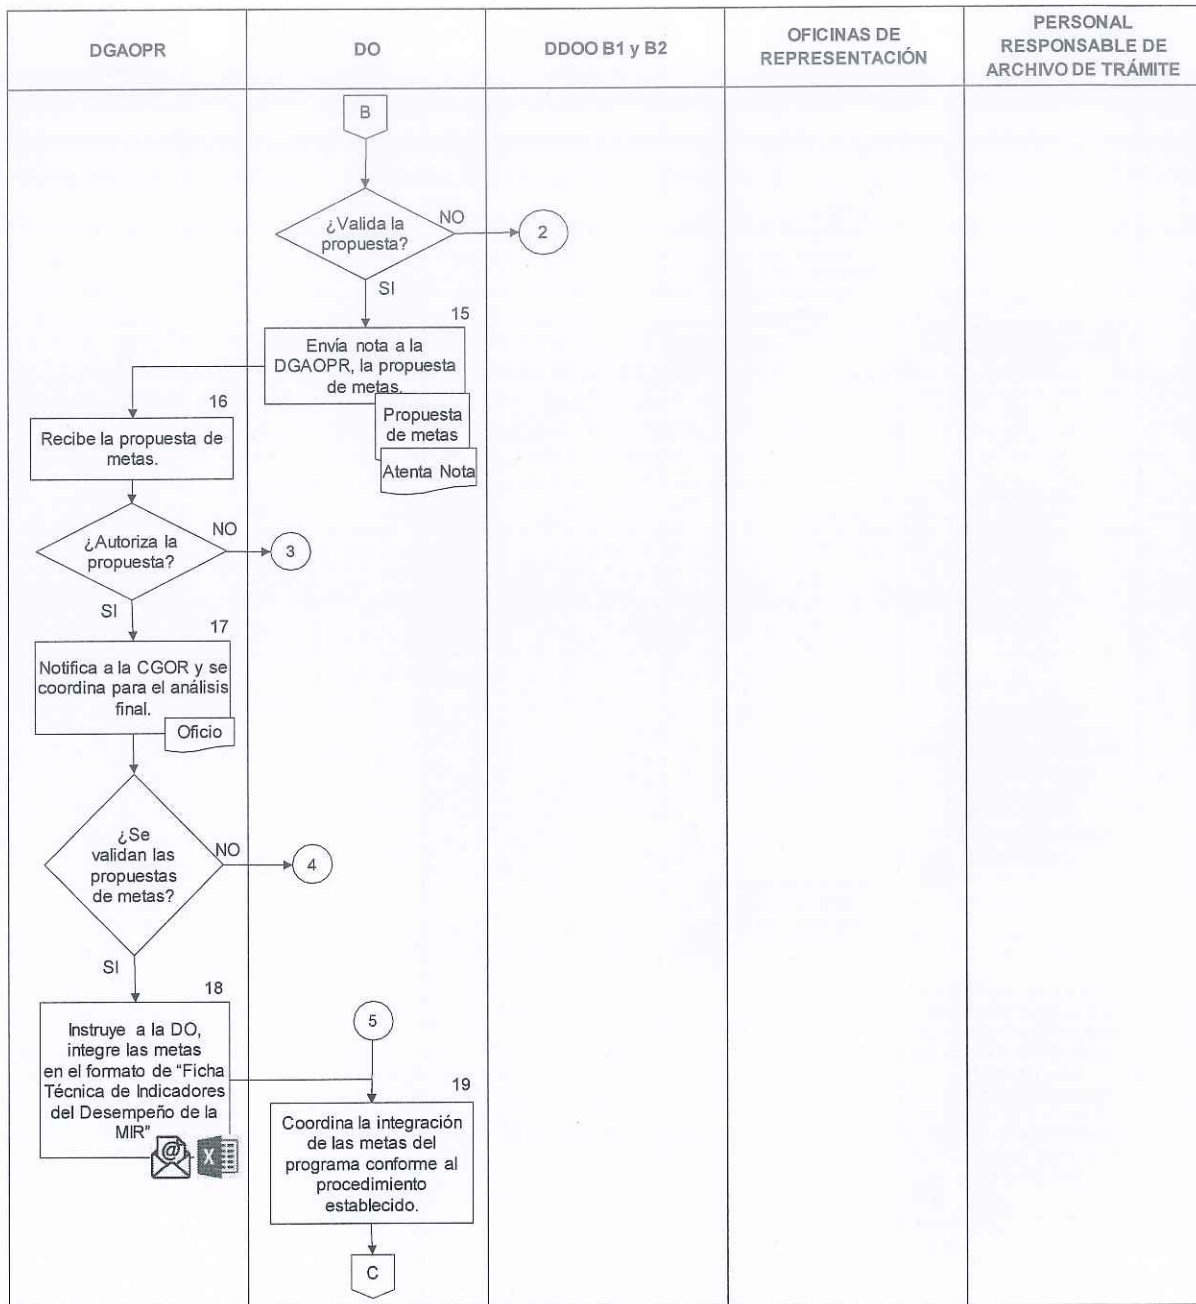 DGAOPR
DO
DDOO B1 y B2
OFICINAS DE
REPRESENTACIÓN
PERSONAL
RESPONSABLE DE
ARCHIVO DE TRÁMITE
B
¿Valida la
propuesta?
NO
2
SI
15
Envía nota a la
DGAOPR, la propuesta
de metas.
Propuesta
de metas
Atenta Nota
16
Recibe la propuesta de
metas.
¿Autoriza la
propuesta?
NO
3
SI
17
Notifica a la CGOR y se
coordina para el análisis
final.
Oficio
¿Se
validan las
propuestas
de metas?
NO
4
SI
18
Instruye a la DO,
integre las metas
en el formato de "Ficha
Técnica de Indicadores
del Desempeño de la
MIR"
@
X
5
19
Coordina la integración
de las metas del
programa conforme al
procedimiento
establecido.
C